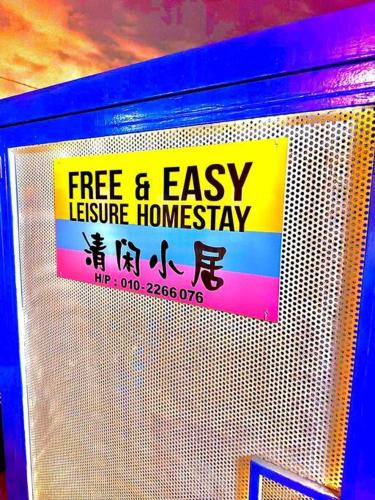 FREE & EASY
LEISURE HOMESTAY
清闲小居
H/P : 010-2266 076